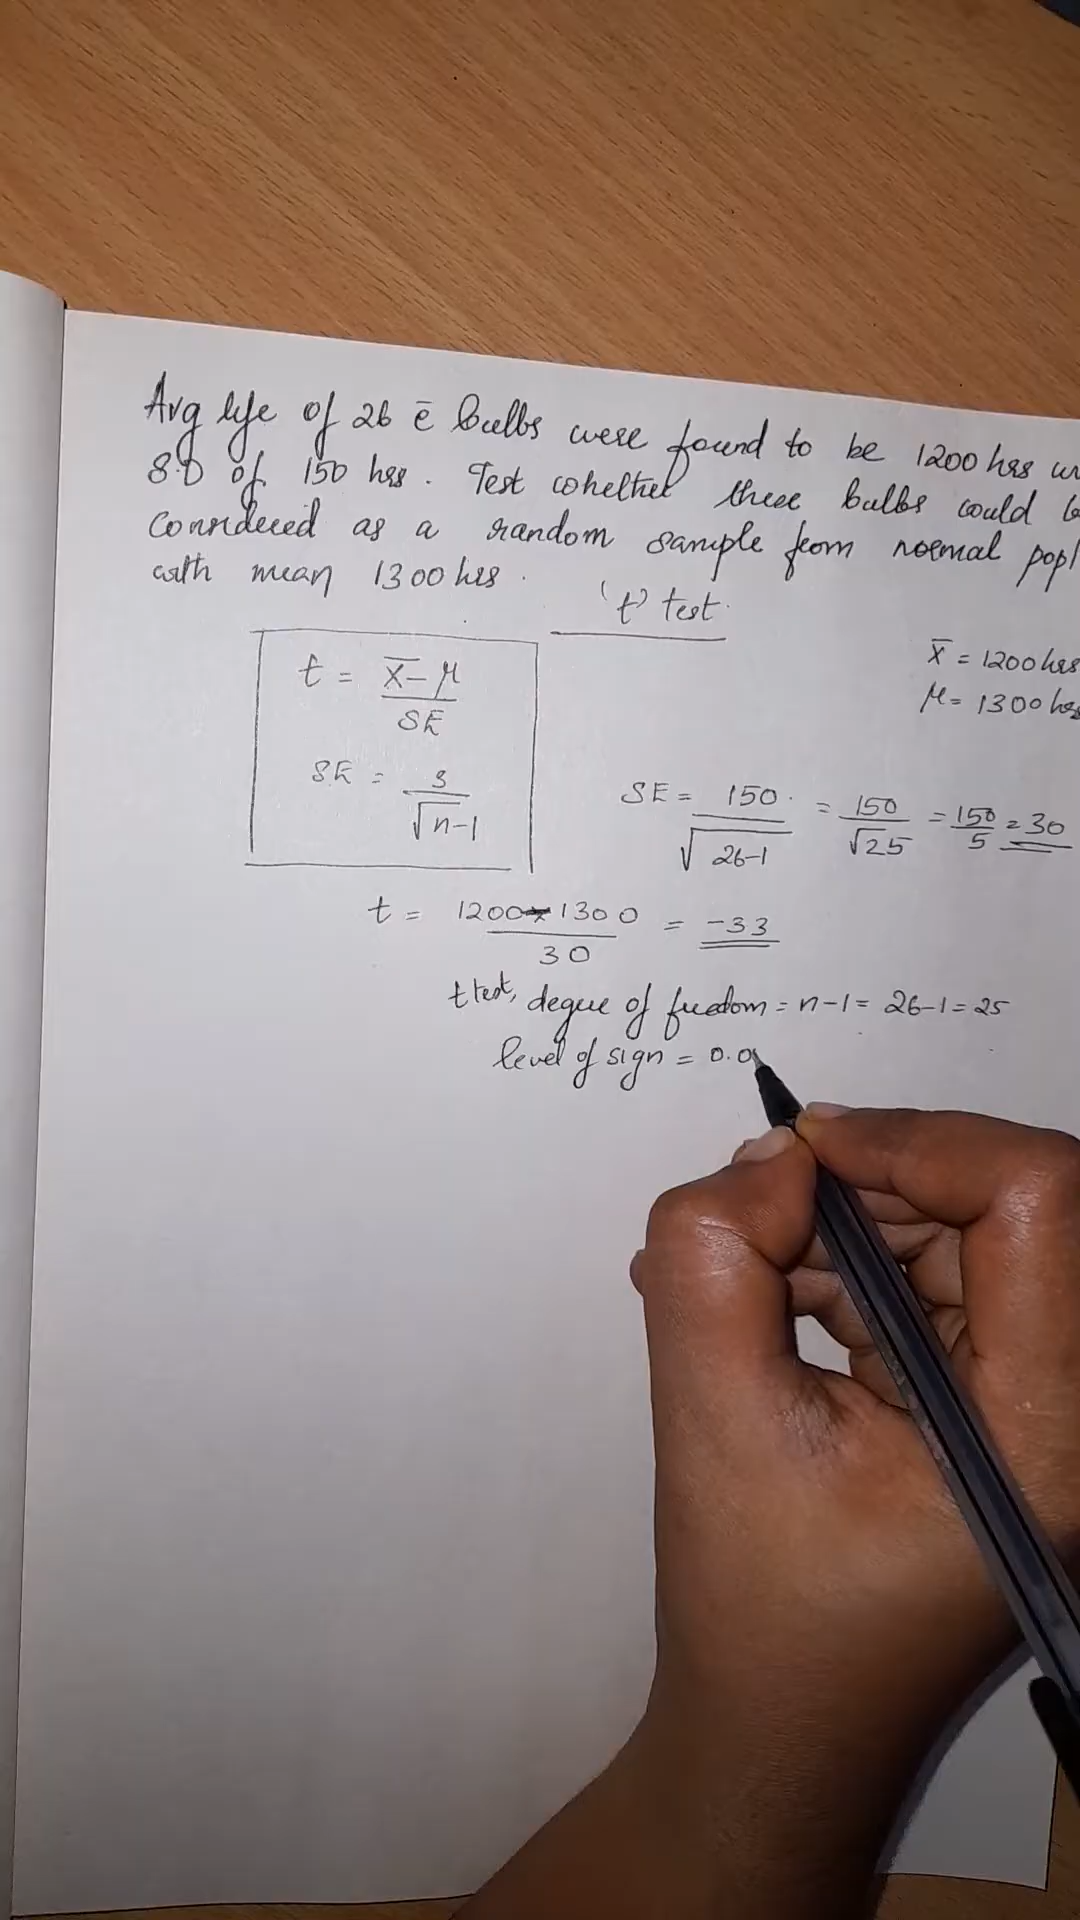 Avg life of 26 ē bulbs were found to be 1200 hrs
S.D of 150 hrs. Test whether these bulbs could
Considered as a random sample from normal popl
with mean 1300 hrs.
't' test.
t = x̄ - μ / SE
x̄ = 1200 hrs
μ = 1300 hrs
SE = s / √n-1
SE = 150 / √26-1 = 150 / √25 = 150 / 5 = 30
t = 1200 - 1300 / 30 = -33
t test, degree of freedom = n-1 = 26-1 = 25
level of sign = 0.0